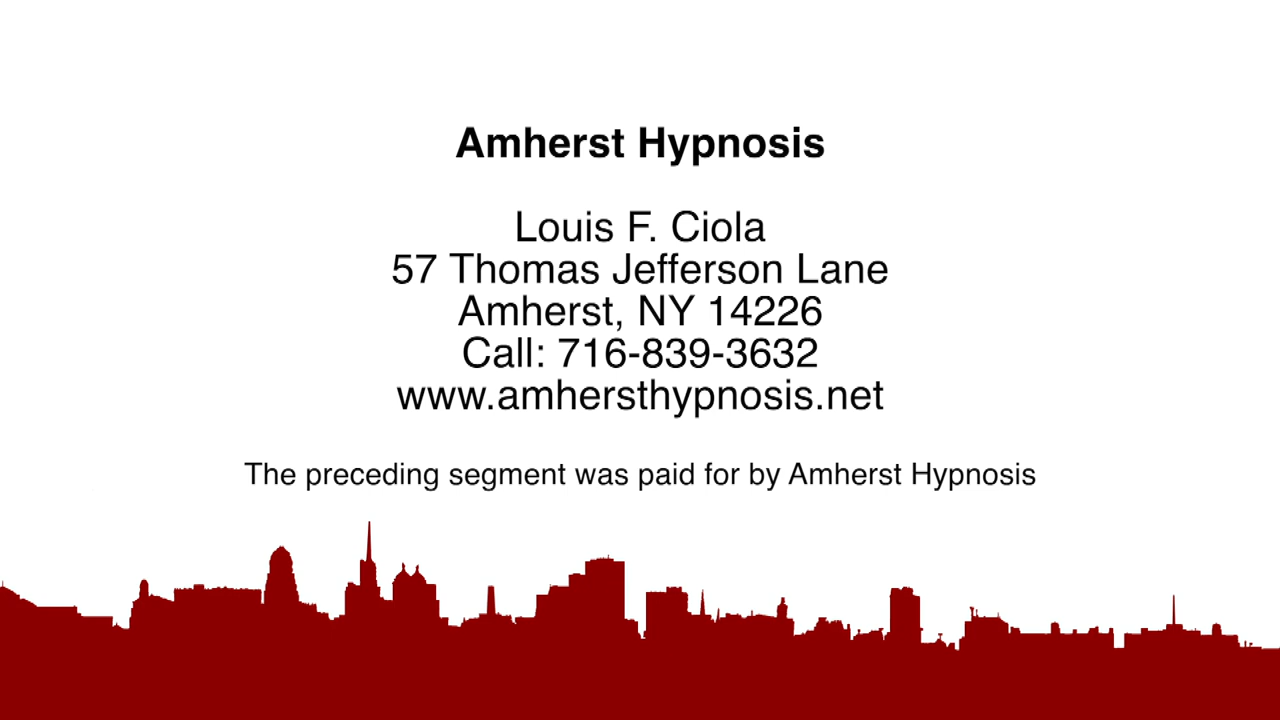 Amherst Hypnosis
Louis F. Ciola
57 Thomas Jefferson Lane
Amherst, NY 14226
Call: 716-839-3632
www.amhersthypnosis.net
The preceding segment was paid for by Amherst Hypnosis